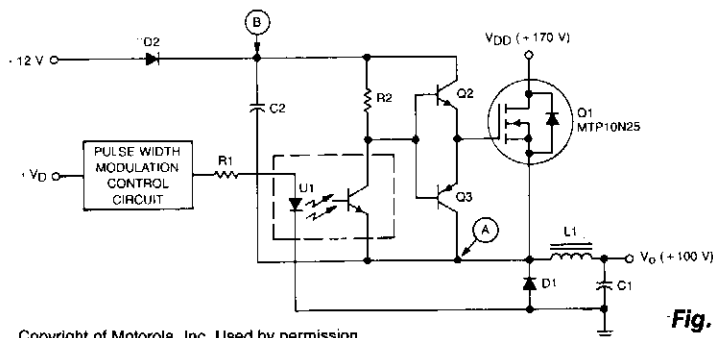 B
D2
VDD (+170 V)
-12 V
Q2
R2
C2
Q1
MTP10N25
PULSE WIDTH
MODULATION
CONTROL
CIRCUIT
R1
U1
VD
Q3
A
L1
Vo (+100 V)
D1
C1
Copyright of Motorola, Inc. Used by permission
Fig.